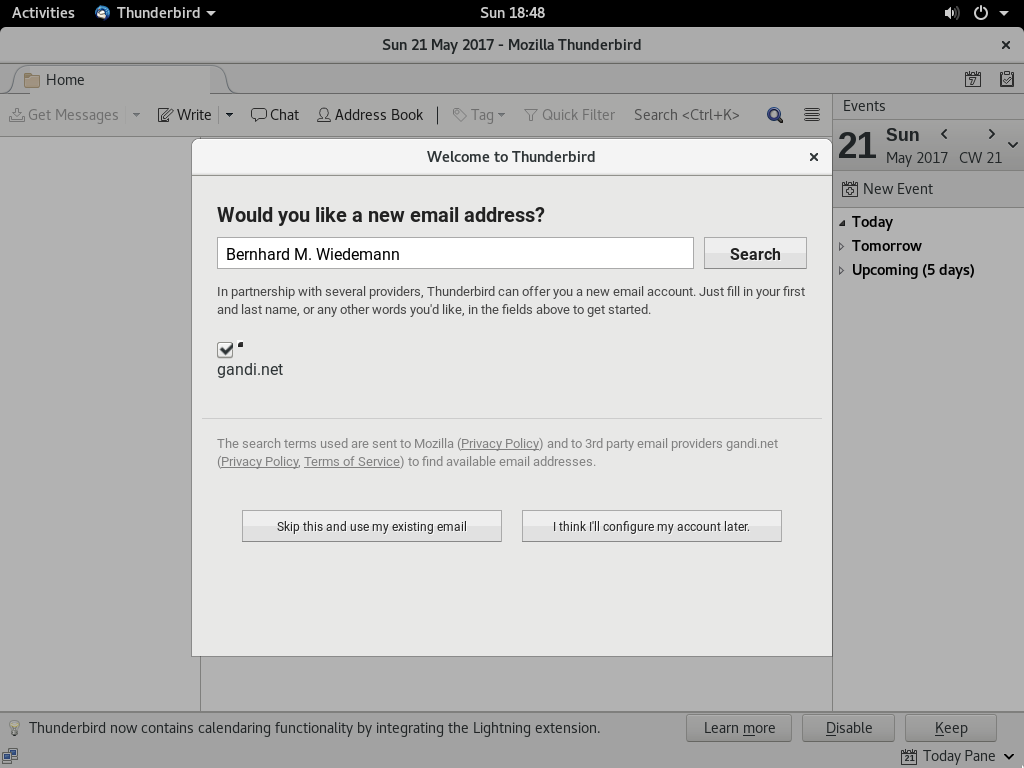 Activities Thunderbird Sun 18:48
Sun 21 May 2017 - Mozilla Thunderbird
Home
Get Messages Write Chat Address Book Tag Quick Filter Search <Ctrl+K>
Events
21 Sun
May 2017 CW 21
New Event
Today
Tomorrow
Upcoming (5 days)
Welcome to Thunderbird
Would you like a new email address?
Bernhard M. Wiedemann Search
In partnership with several providers, Thunderbird can offer you a new email account. Just fill in your first
and last name, or any other words you'd like, in the fields above to get started.
gandi.net
The search terms used are sent to Mozilla (Privacy Policy) and to 3rd party email providers gandi.net
(Privacy Policy, Terms of Service) to find available email addresses.
Skip this and use my existing email I think I'll configure my account later.
Thunderbird now contains calendaring functionality by integrating the Lightning extension. Learn more Disable Keep
21 Today Pane